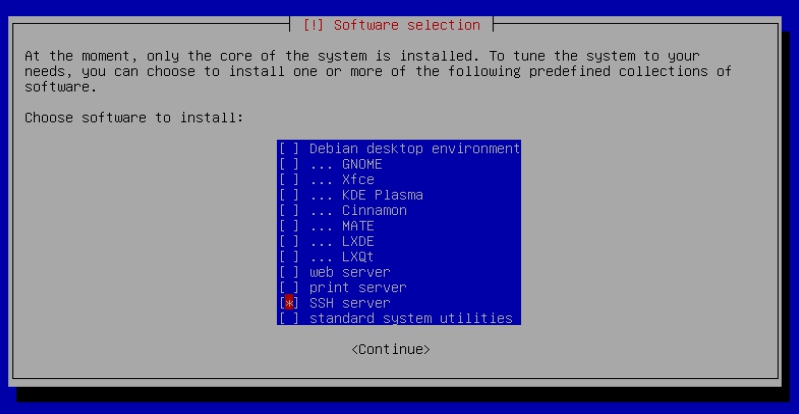 [!] Software selection
At the moment, only the core of the system is installed. To tune the system to your
needs, you can choose to install one or more of the following predefined collections of
software.
Choose software to install:
[ ] Debian desktop environment
[ ] ... GNOME
[ ] ... Xfce
[ ] ... KDE Plasma
[ ] ... Cinnamon
[ ] ... MATE
[ ] ... LXDE
[ ] ... LXQt
[ ] web server
[ ] print server
[*] SSH server
[ ] standard system utilities
<Continue>